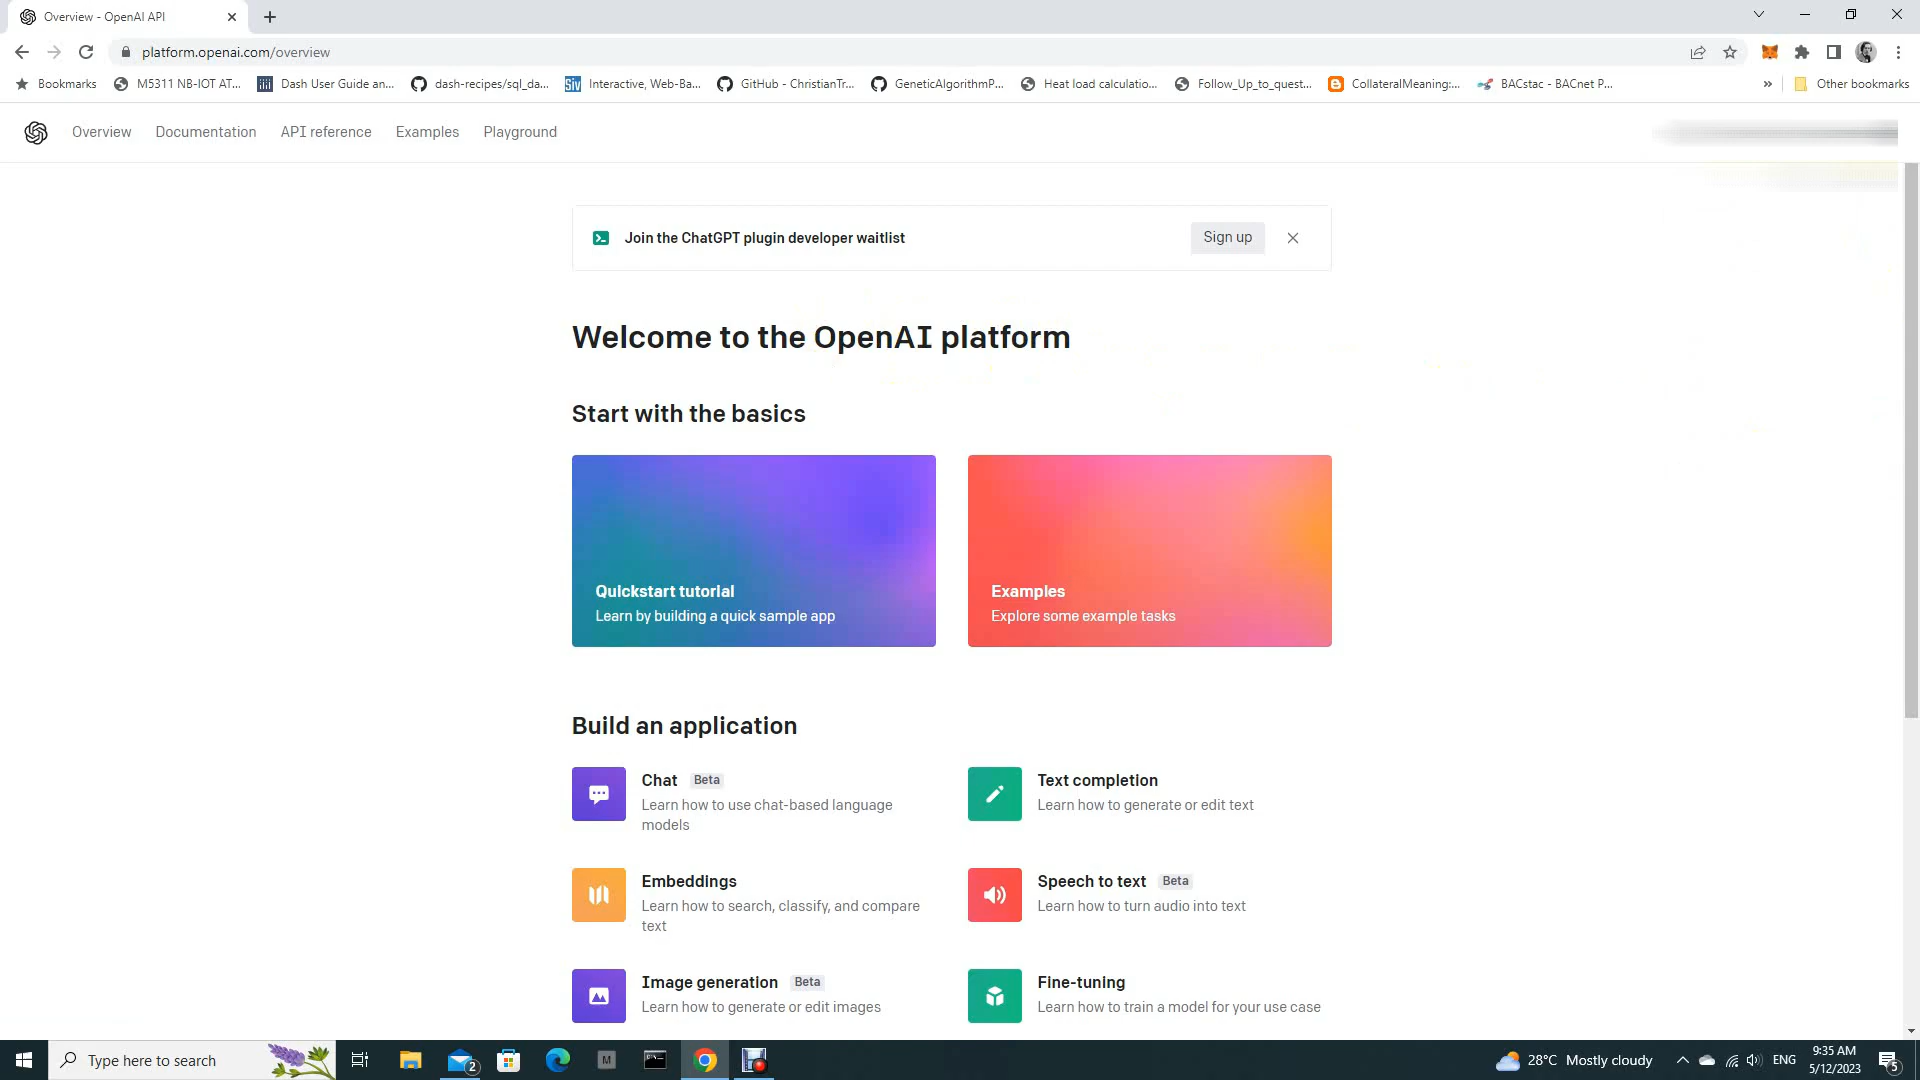 Overview - OpenAI API
platform.openai.com/overview
Bookmarks M5311 NB-IOT AT... Dash User Guide an... dash-recipes/sql_da... Siv Interactive, Web-Ba... GitHub - ChristianTr... GeneticAlgorithmP... Heat load calculatio... Follow_Up_to_quest... CollateralMeaning:... BACstac - BACnet P... » Other bookmarks
Overview Documentation API reference Examples Playground
Join the ChatGPT plugin developer waitlist Sign up
Welcome to the OpenAI platform
Start with the basics
Quickstart tutorial
Learn by building a quick sample app
Examples
Explore some example tasks
Build an application
Chat Beta
Learn how to use chat-based language
models
Text completion
Learn how to generate or edit text
Embeddings
Learn how to search, classify, and compare
text
Speech to text Beta
Learn how to turn audio into text
Image generation Beta
Learn how to generate or edit images
Fine-tuning
Learn how to train a model for your use case
Type here to search
2
M
28°C Mostly cloudy
ENG
9:35 AM
5/12/2023
5